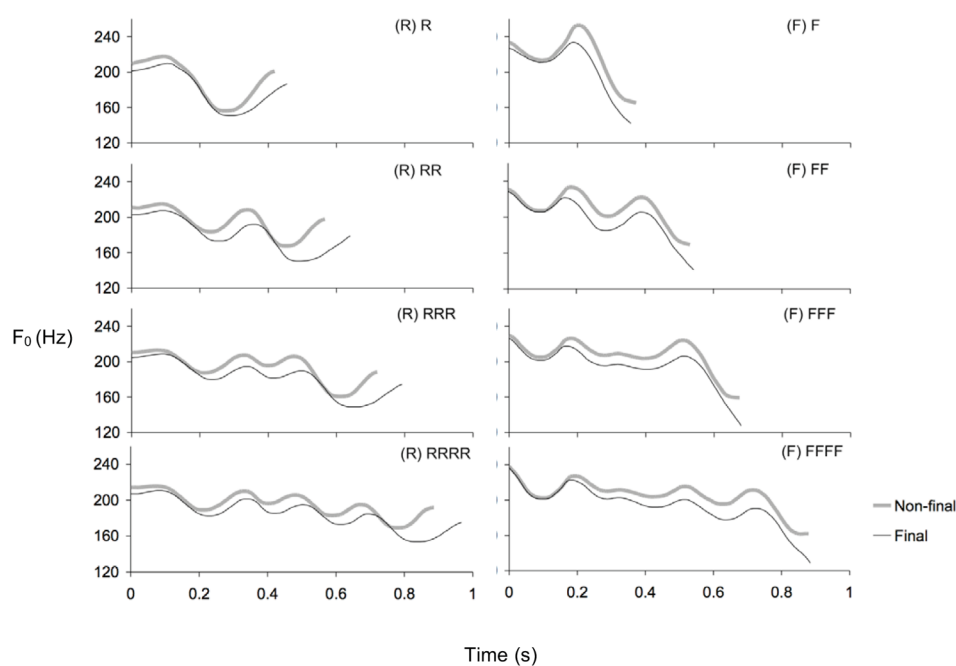 (R) R
240
200
160
120
(F) F
(R) RR
240
200
160
120
(F) FF
F₀ (Hz)
(R) RRR
240
200
160
120
(F) FFF
(R) RRRR
240
200
160
120
0 0.2 0.4 0.6 0.8 1
(F) FFFF
0 0.2 0.4 0.6 0.8 1
Non-final
Final
Time (s)